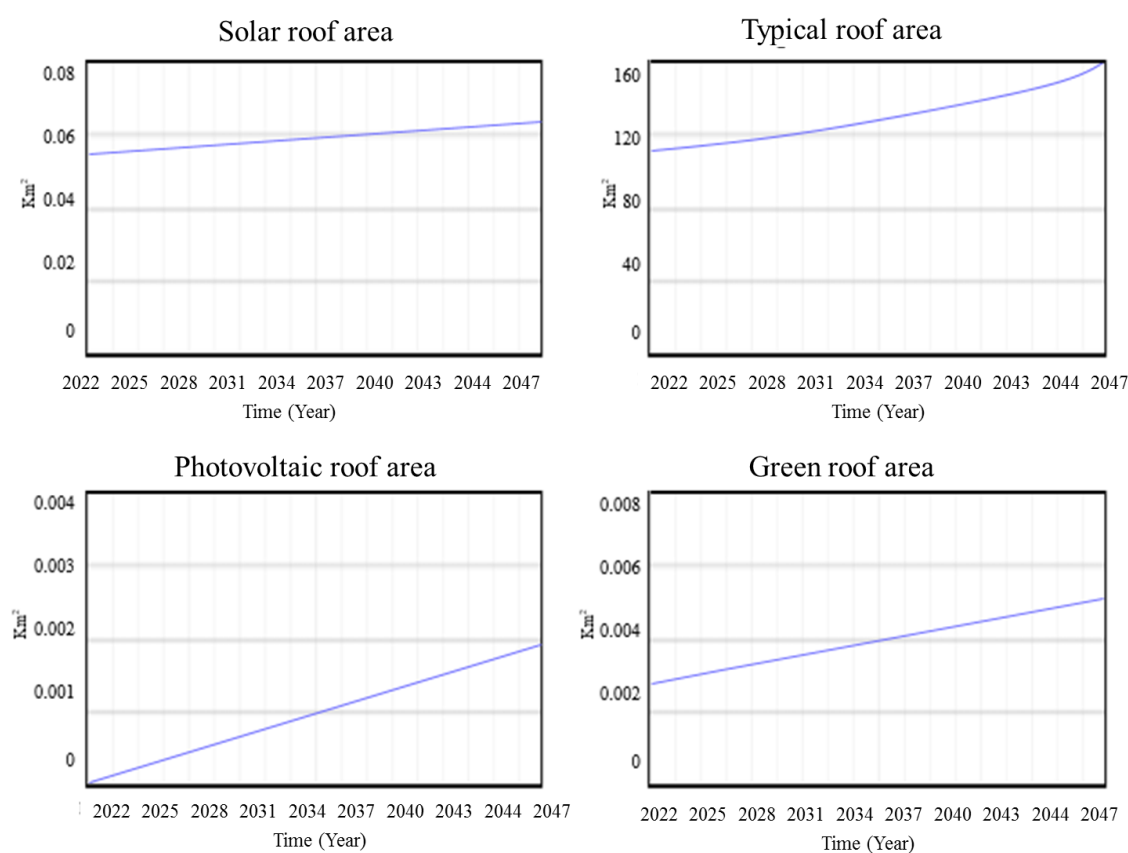 Solar roof area
0.08
0.06
0.04
0.02
0
Km²
2022 2025 2028 2031 2034 2037 2040 2043 2044 2047
Time (Year)
Typical roof area
160
120
80
40
0
Km²
2022 2025 2028 2031 2034 2037 2040 2043 2044 2047
Time (Year)
Photovoltaic roof area
0.004
0.003
0.002
0.001
0
Km²
2022 2025 2028 2031 2034 2037 2040 2043 2044 2047
Time (Year)
Green roof area
0.008
0.006
0.004
0.002
0
Km²
2022 2025 2028 2031 2034 2037 2040 2043 2044 2047
Time (Year)